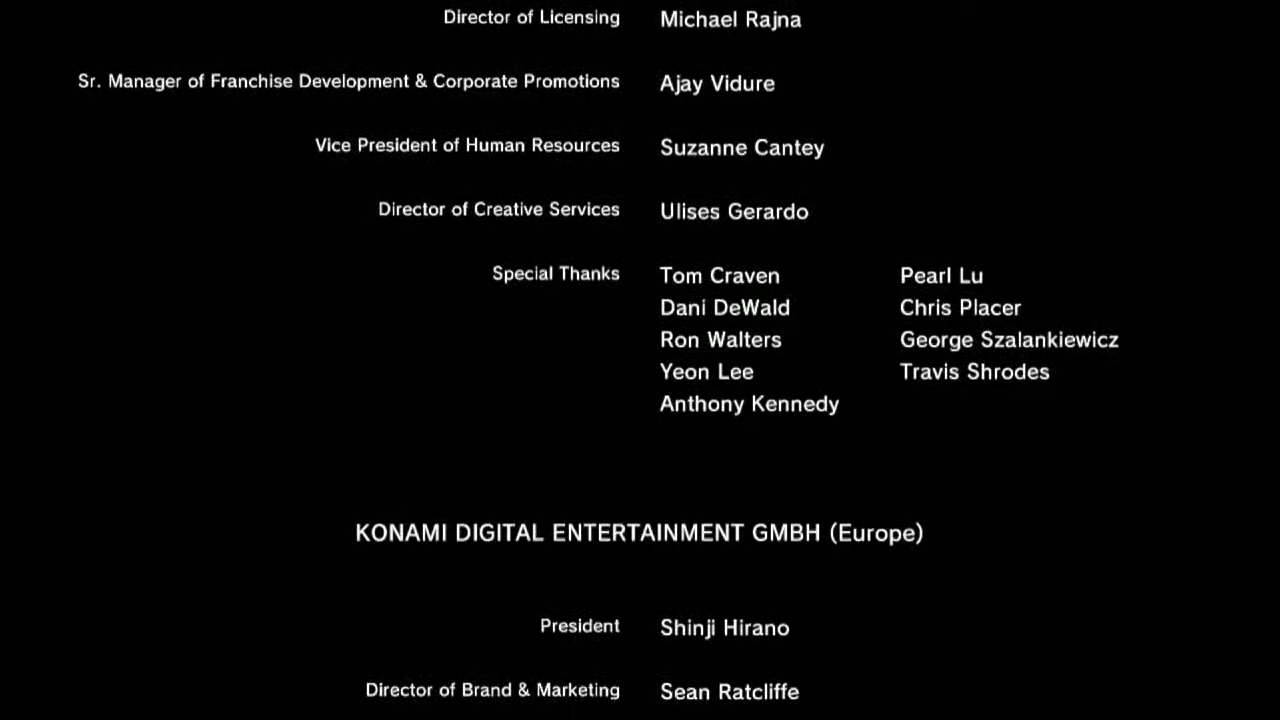 Director of Licensing Michael Rajna
Sr. Manager of Franchise Development & Corporate Promotions Ajay Vidure
Vice President of Human Resources Suzanne Cantey
Director of Creative Services Ulises Gerardo
Special Thanks Tom Craven Pearl Lu
Dani DeWald Chris Placer
Ron Walters George Szalankiewicz
Yeon Lee Travis Shrodes
Anthony Kennedy
KONAMI DIGITAL ENTERTAINMENT GMBH (Europe)
President Shinji Hirano
Director of Brand & Marketing Sean Ratcliffe